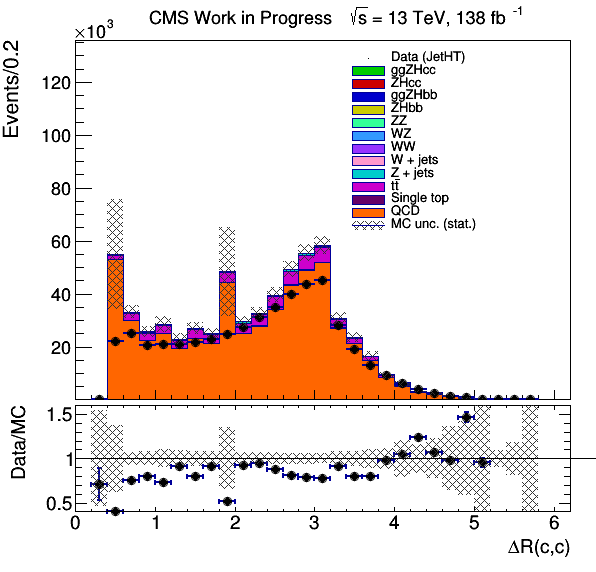 CMS Work in Progress √s = 13 TeV, 138 fb⁻¹
×10³
Events/0.2
120
100
80
60
40
20
Data (JetHT)
ggZHcc
ZHcc
ggZHbb
ZHbb
ZZ
WZ
WW
W + jets
Z + jets
tt̄
Single top
QCD
MC unc. (stat.)
Data/MC
1.5
1
0.5
0 1 2 3 4 5 6
ΔR(c,c)